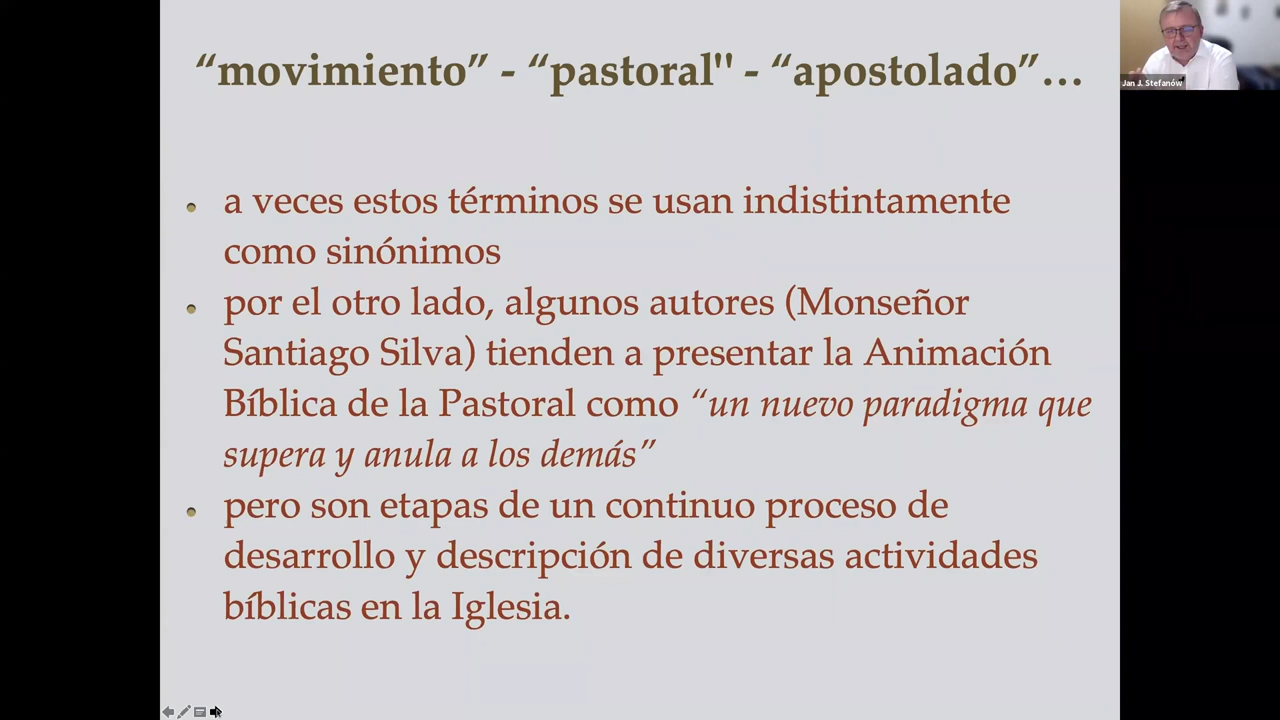 “movimiento” - “pastoral" - “apostolado”…
Jan J. Stefanów
a veces estos términos se usan indistintamente
como sinónimos
por el otro lado, algunos autores (Monseñor
Santiago Silva) tienden a presentar la Animación
Bíblica de la Pastoral como “un nuevo paradigma que
supera y anula a los demás”
pero son etapas de un continuo proceso de
desarrollo y descripción de diversas actividades
bíblicas en la Iglesia.